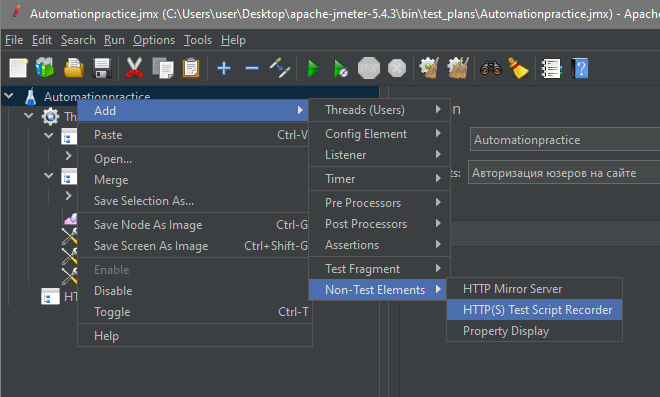 Automationpractice.jmx (C:\Users\user\Desktop\apache-jmeter-5.4.3\bin\test_plans\Automationpractice.jmx) - Apac
File Edit Search Run Options Tools Help
Automationpractice
Th
HT
Add
Paste Ctrl-V
Open...
Merge
Save Selection As...
Save Node As Image Ctrl-G
Save Screen As Image Ctrl+Shift-G
Enable
Disable
Toggle Ctrl-T
Help
Threads (Users)
Config Element
Listener
Timer
Pre Processors
Post Processors
Assertions
Test Fragment
Non-Test Elements
HTTP Mirror Server
HTTP(S) Test Script Recorder
Property Display
n
Automationpractice
ts: Авторизация юзеров на сайте